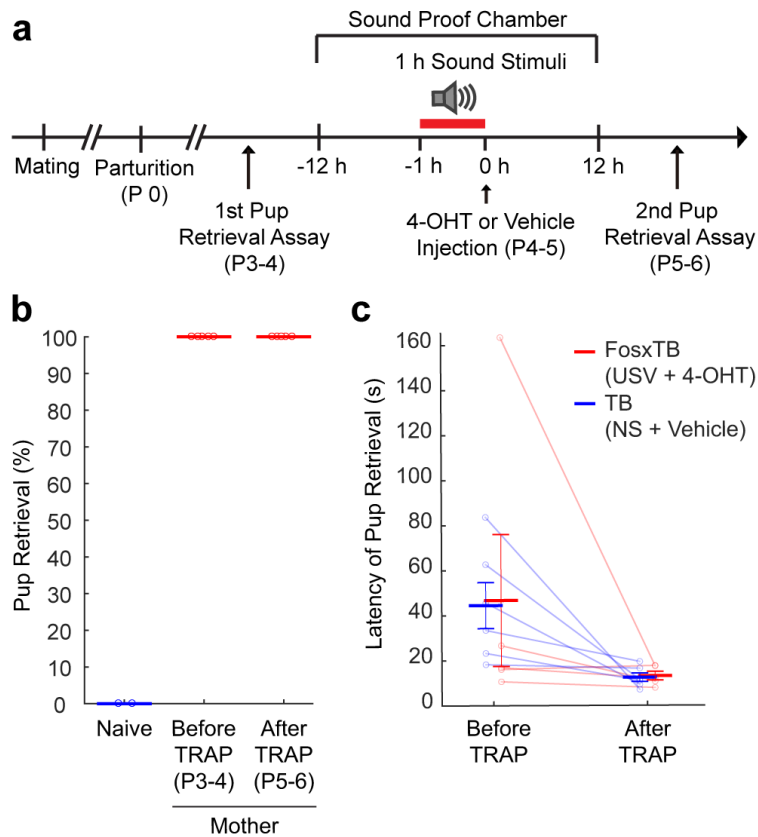 a
Sound Proof Chamber
1 h Sound Stimuli
Mating
Parturition
(P 0)
-12 h
-1 h
0 h
12 h
1st Pup
Retrieval Assay
(P3-4)
4-OHT or Vehicle
Injection (P4-5)
2nd Pup
Retrieval Assay
(P5-6)
b
Pup Retrieval (%)
100
90
80
70
60
50
40
30
20
10
0
Naive
Before
TRAP
(P3-4)
After
TRAP
(P5-6)
Mother
c
Latency of Pup Retrieval (s)
160
140
120
100
80
60
40
20
0
FosxTB
(USV + 4-OHT)
TB
(NS + Vehicle)
Before
TRAP
After
TRAP